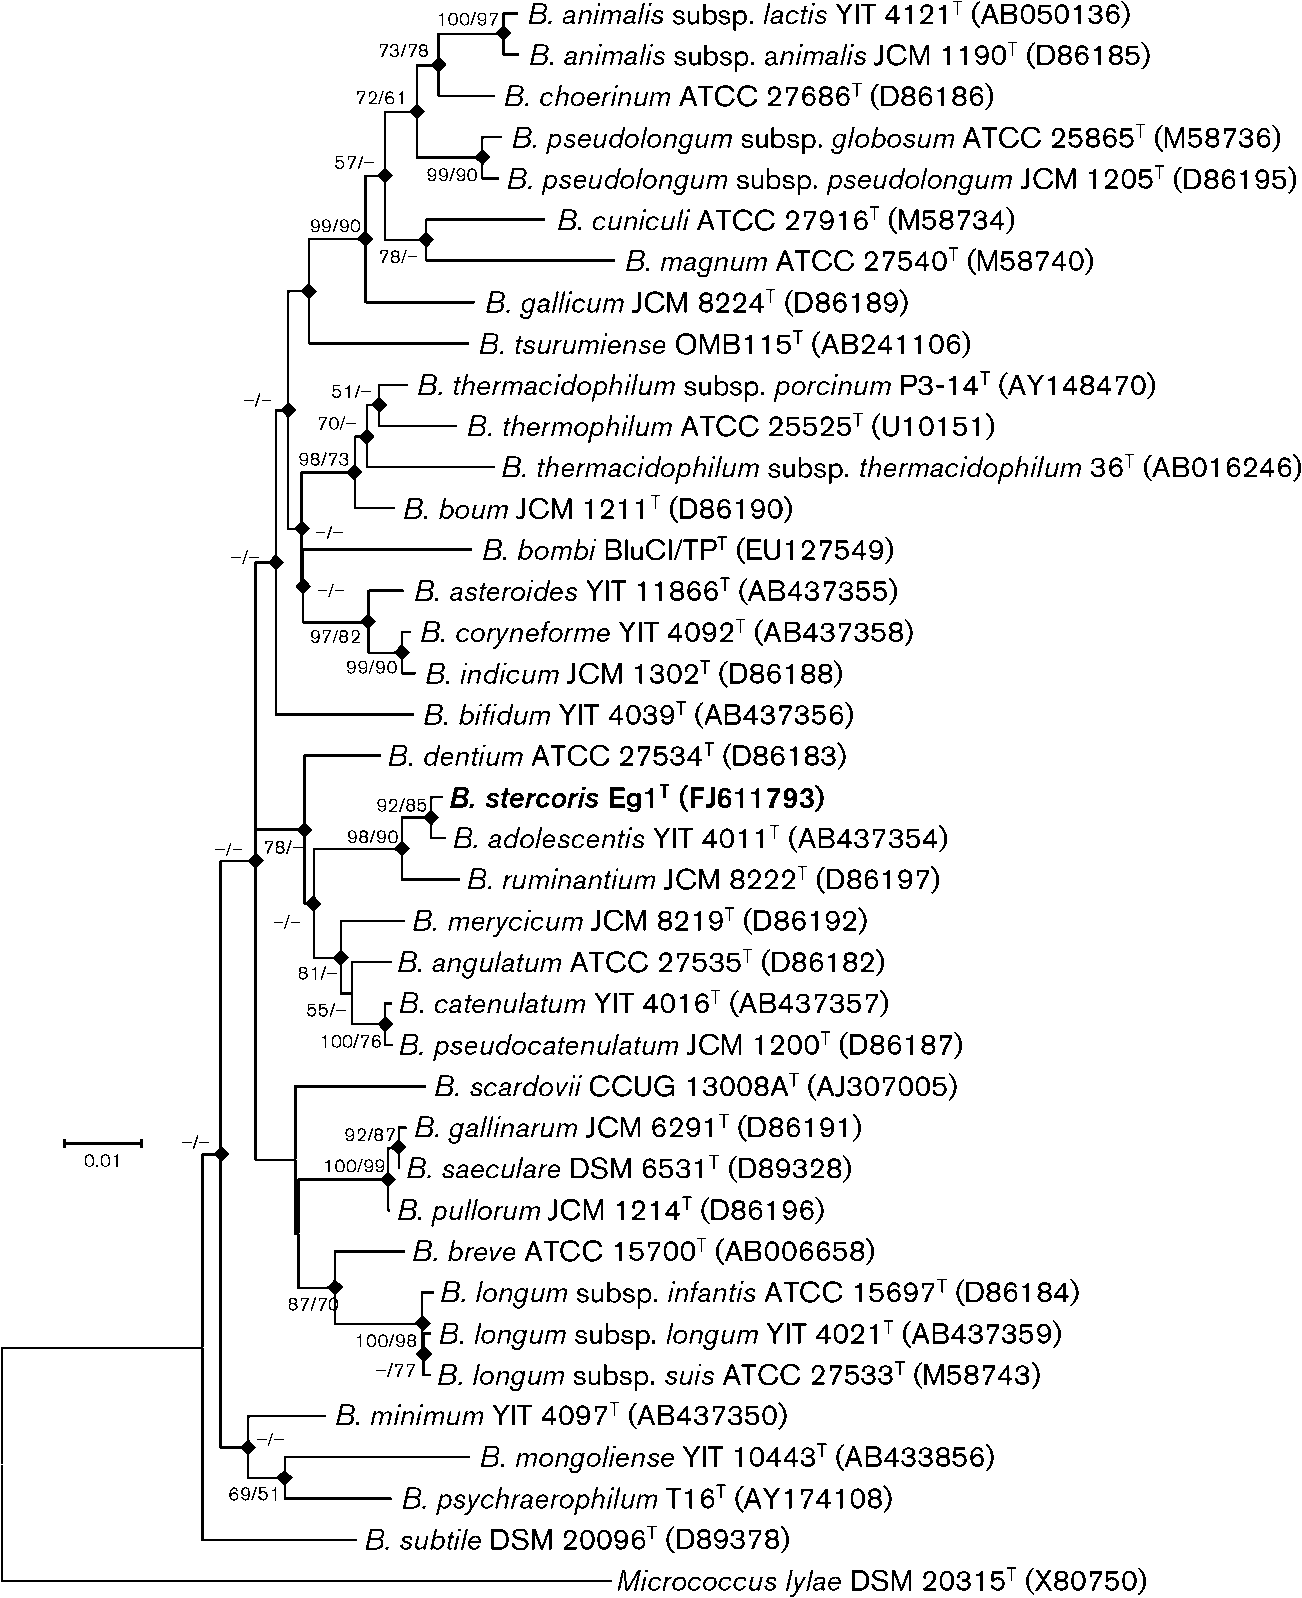 100/97
B. animalis subsp. lactis YIT 4121T (AB050136)
73/78
B. animalis subsp. animalis JCM 1190T (D86185)
72/61
B. choerinum ATCC 27686T (D86186)
B. pseudolongum subsp. globosum ATCC 25865T (M58736)
57/–
99/90
B. pseudolongum subsp. pseudolongum JCM 1205T (D86195)
99/90
B. cuniculi ATCC 27916T (M58734)
78/–
B. magnum ATCC 27540T (M58740)
B. gallicum JCM 8224T (D86189)
B. tsurumiense OMB115T (AB241106)
51/–
B. thermacidophilum subsp. porcinum P3-14T (AY148470)
–/–
70/–
B. thermophilum ATCC 25525T (U10151)
98/73
B. thermacidophilum subsp. thermacidophilum 36T (AB016246)
B. boum JCM 1211T (D86190)
–/–
–/–
B. bombi BluCI/TPT (EU127549)
–/–
B. asteroides YIT 11866T (AB437355)
97/82
B. coryneforme YIT 4092T (AB437358)
99/90
B. indicum JCM 1302T (D86188)
B. bifidum YIT 4039T (AB437356)
B. dentium ATCC 27534T (D86183)
92/85
B. stercoris Eg1T (FJ611793)
98/90
B. adolescentis YIT 4011T (AB437354)
–/–
78/–
B. ruminantium JCM 8222T (D86197)
–/–
B. merycicum JCM 8219T (D86192)
81/–
B. angulatum ATCC 27535T (D86182)
55/–
B. catenulatum YIT 4016T (AB437357)
100/76
B. pseudocatenulatum JCM 1200T (D86187)
B. scardovii CCUG 13008AT (AJ307005)
92/87
B. gallinarum JCM 6291T (D86191)
–/–
0.01
100/99
B. saeculare DSM 6531T (D89328)
B. pullorum JCM 1214T (D86196)
B. breve ATCC 15700T (AB006658)
87/70
B. longum subsp. infantis ATCC 15697T (D86184)
100/98
B. longum subsp. longum YIT 4021T (AB437359)
–/77
B. longum subsp. suis ATCC 27533T (M58743)
B. minimum YIT 4097T (AB437350)
–/–
B. mongoliense YIT 10443T (AB433856)
69/51
B. psychraerophilum T16T (AY174108)
B. subtile DSM 20096T (D89378)
Micrococcus lylae DSM 20315T (X80750)